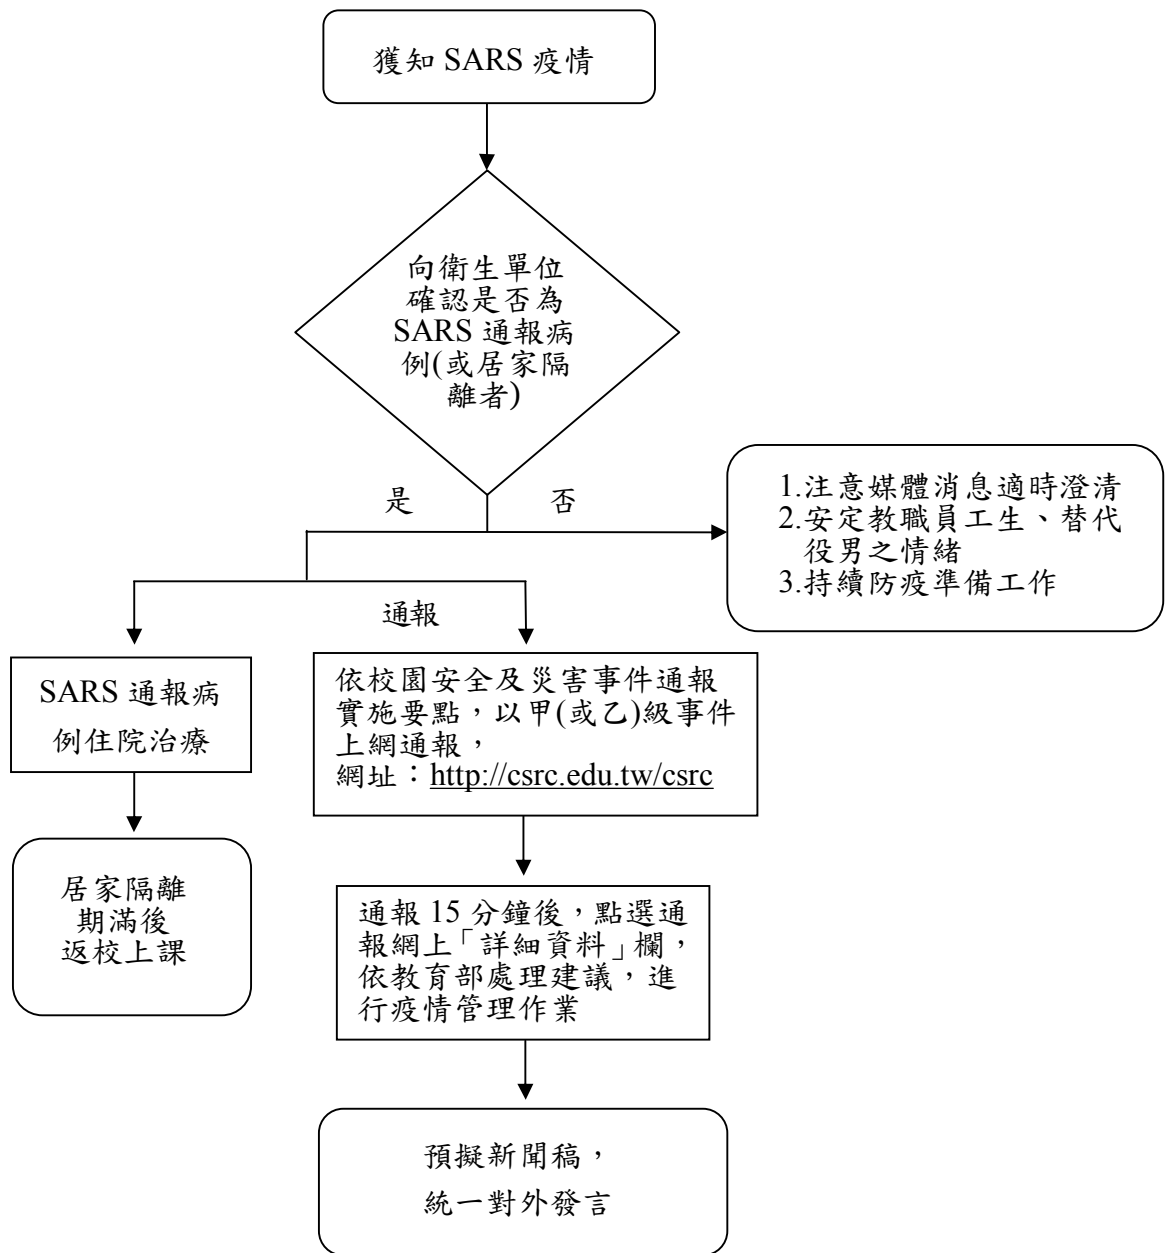 獲知 SARS 疫情
向衛生單位
確認是否為
SARS 通報病
例(或居家隔
離者)
是
否
1.注意媒體消息適時澄清
2.安定教職員工生、替代
役男之情緒
3.持續防疫準備工作
通報
SARS 通報病
例住院治療
依校園安全及災害事件通報
實施要點，以甲(或乙)級事件
上網通報，
網址：http://csrc.edu.tw/csrc
居家隔離
期滿後
返校上課
通報 15 分鐘後，點選通
報網上「詳細資料」欄，
依教育部處理建議，進
行疫情管理作業
預擬新聞稿，
統一對外發言